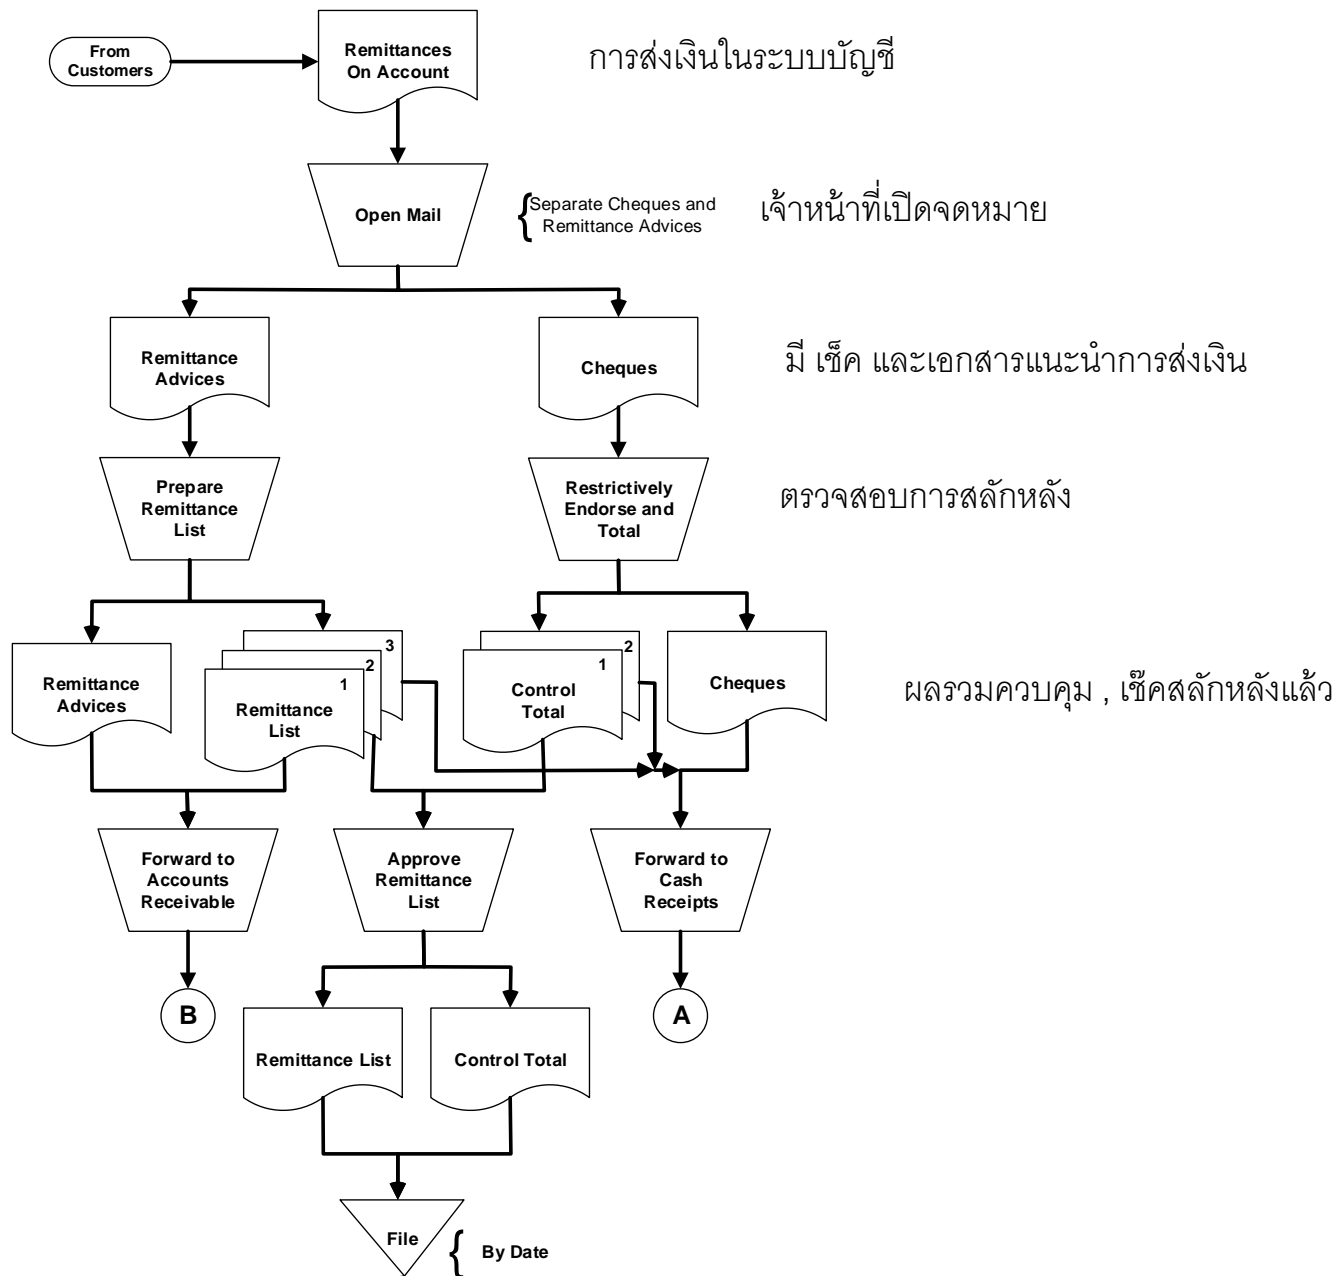 From
Customers
Remittances
On Account
การส่งเงินในระบบบัญชี
Open Mail
{ Separate Cheques and
Remittance Advices
เจ้าหน้าที่เปิดจดหมาย
Remittance
Advices
Cheques
มี เช็ค และเอกสารแนะนำการส่งเงิน
Prepare
Remittance
List
Restrictively
Endorse and
Total
ตรวจสอบการสลักหลัง
Remittance
Advices
3
2
1
Remittance
List
2
1
Control
Total
Cheques
ผลรวมควบคุม , เช๊คสลักหลังแล้ว
Forward to
Accounts
Receivable
Approve
Remittance
List
Forward to
Cash
Receipts
B
A
Remittance List
Control Total
File
{ By Date